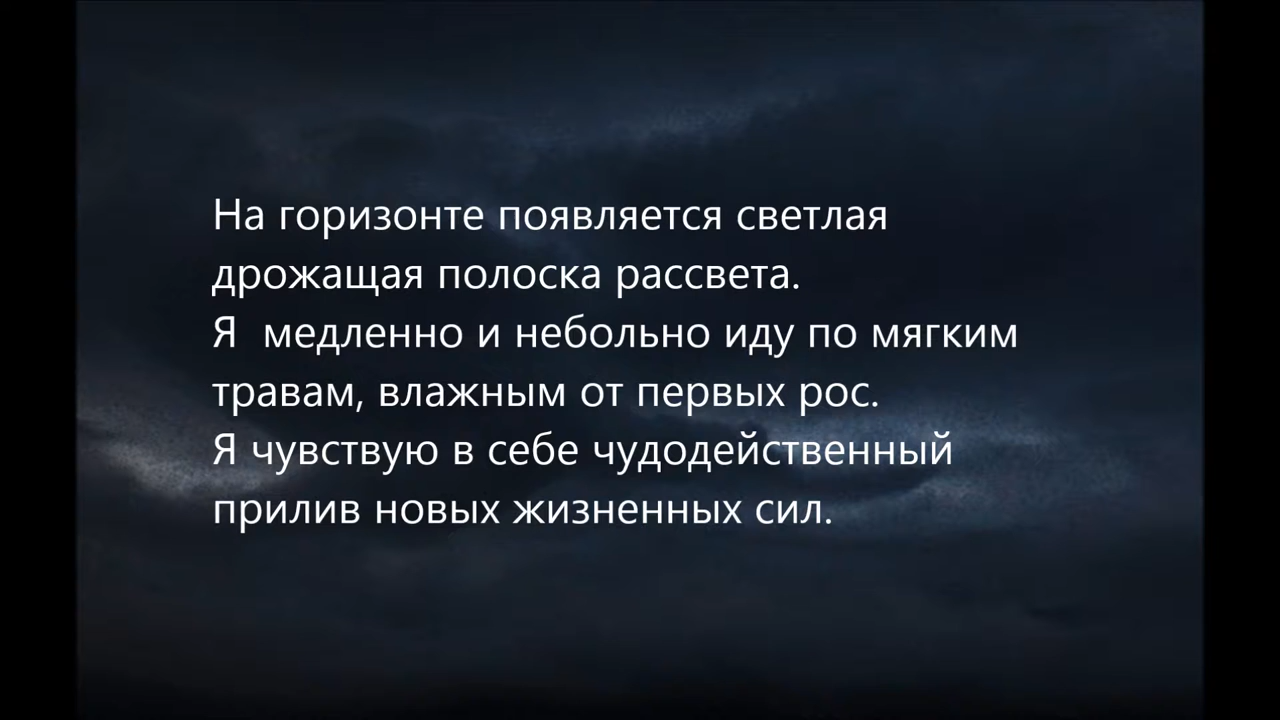 На горизонте появляется светлая
дрожащая полоска рассвета.
Я  медленно и небольно иду по мягким
травам, влажным от первых рос.
Я чувствую в себе чудодейственный
прилив новых жизненных сил.